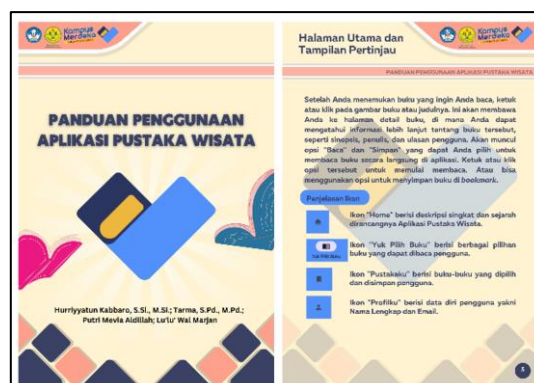 Kampus
Merdeka
PANDUAN PENGGUNAAN
APLIKASI PUSTAKA WISATA
Hurriyyatun Kabbaro, S.Si., M.Si.; Tarma, S.Pd., M.Pd.;
Putri Mevia Aidillah; Lu'lu' Wal Marjan
Halaman Utama dan
Tampilan Pertinjau
Kampus
Merdeka
PANDUAN PENGGUNAAN APLIKASI PUSTAKA WISATA
Setelah Anda menemukan buku yang ingin Anda baca, ketuk
atau klik pada gambar buku atau judulnya. Ini akan membawa
Anda ke halaman detail buku, di mana Anda dapat
mengetahui informasi lebih lanjut tentang buku tersebut,
seperti sinopsis, penulis, dan ulasan pengguna. Akan muncul
opsi "Baca" dan "Simpan" yang dapat Anda pilih untuk
membaca buku secara langsung di aplikasi. Ketuk atau klik
opsi tersebut untuk memulai membaca. Atau bisa
menggunakan opsi untuk menyimpan buku di bookmark.
Penjelasan Ikon
Ikon "Home" berisi deskripsi singkat dan sejarah
dirancangnya Aplikasi Pustaka Wisata.
Yuk Pilih Buku
Ikon "Yuk Pilih Buku" berisi berbagai pilihan
buku yang dapat dibaca pengguna.
Ikon "Pustakaku" berisi buku-buku yang dipilih
dan disimpan pengguna.
Ikon "Profilku" berisi data diri pengguna yakni
Nama Lengkap dan Email.
5